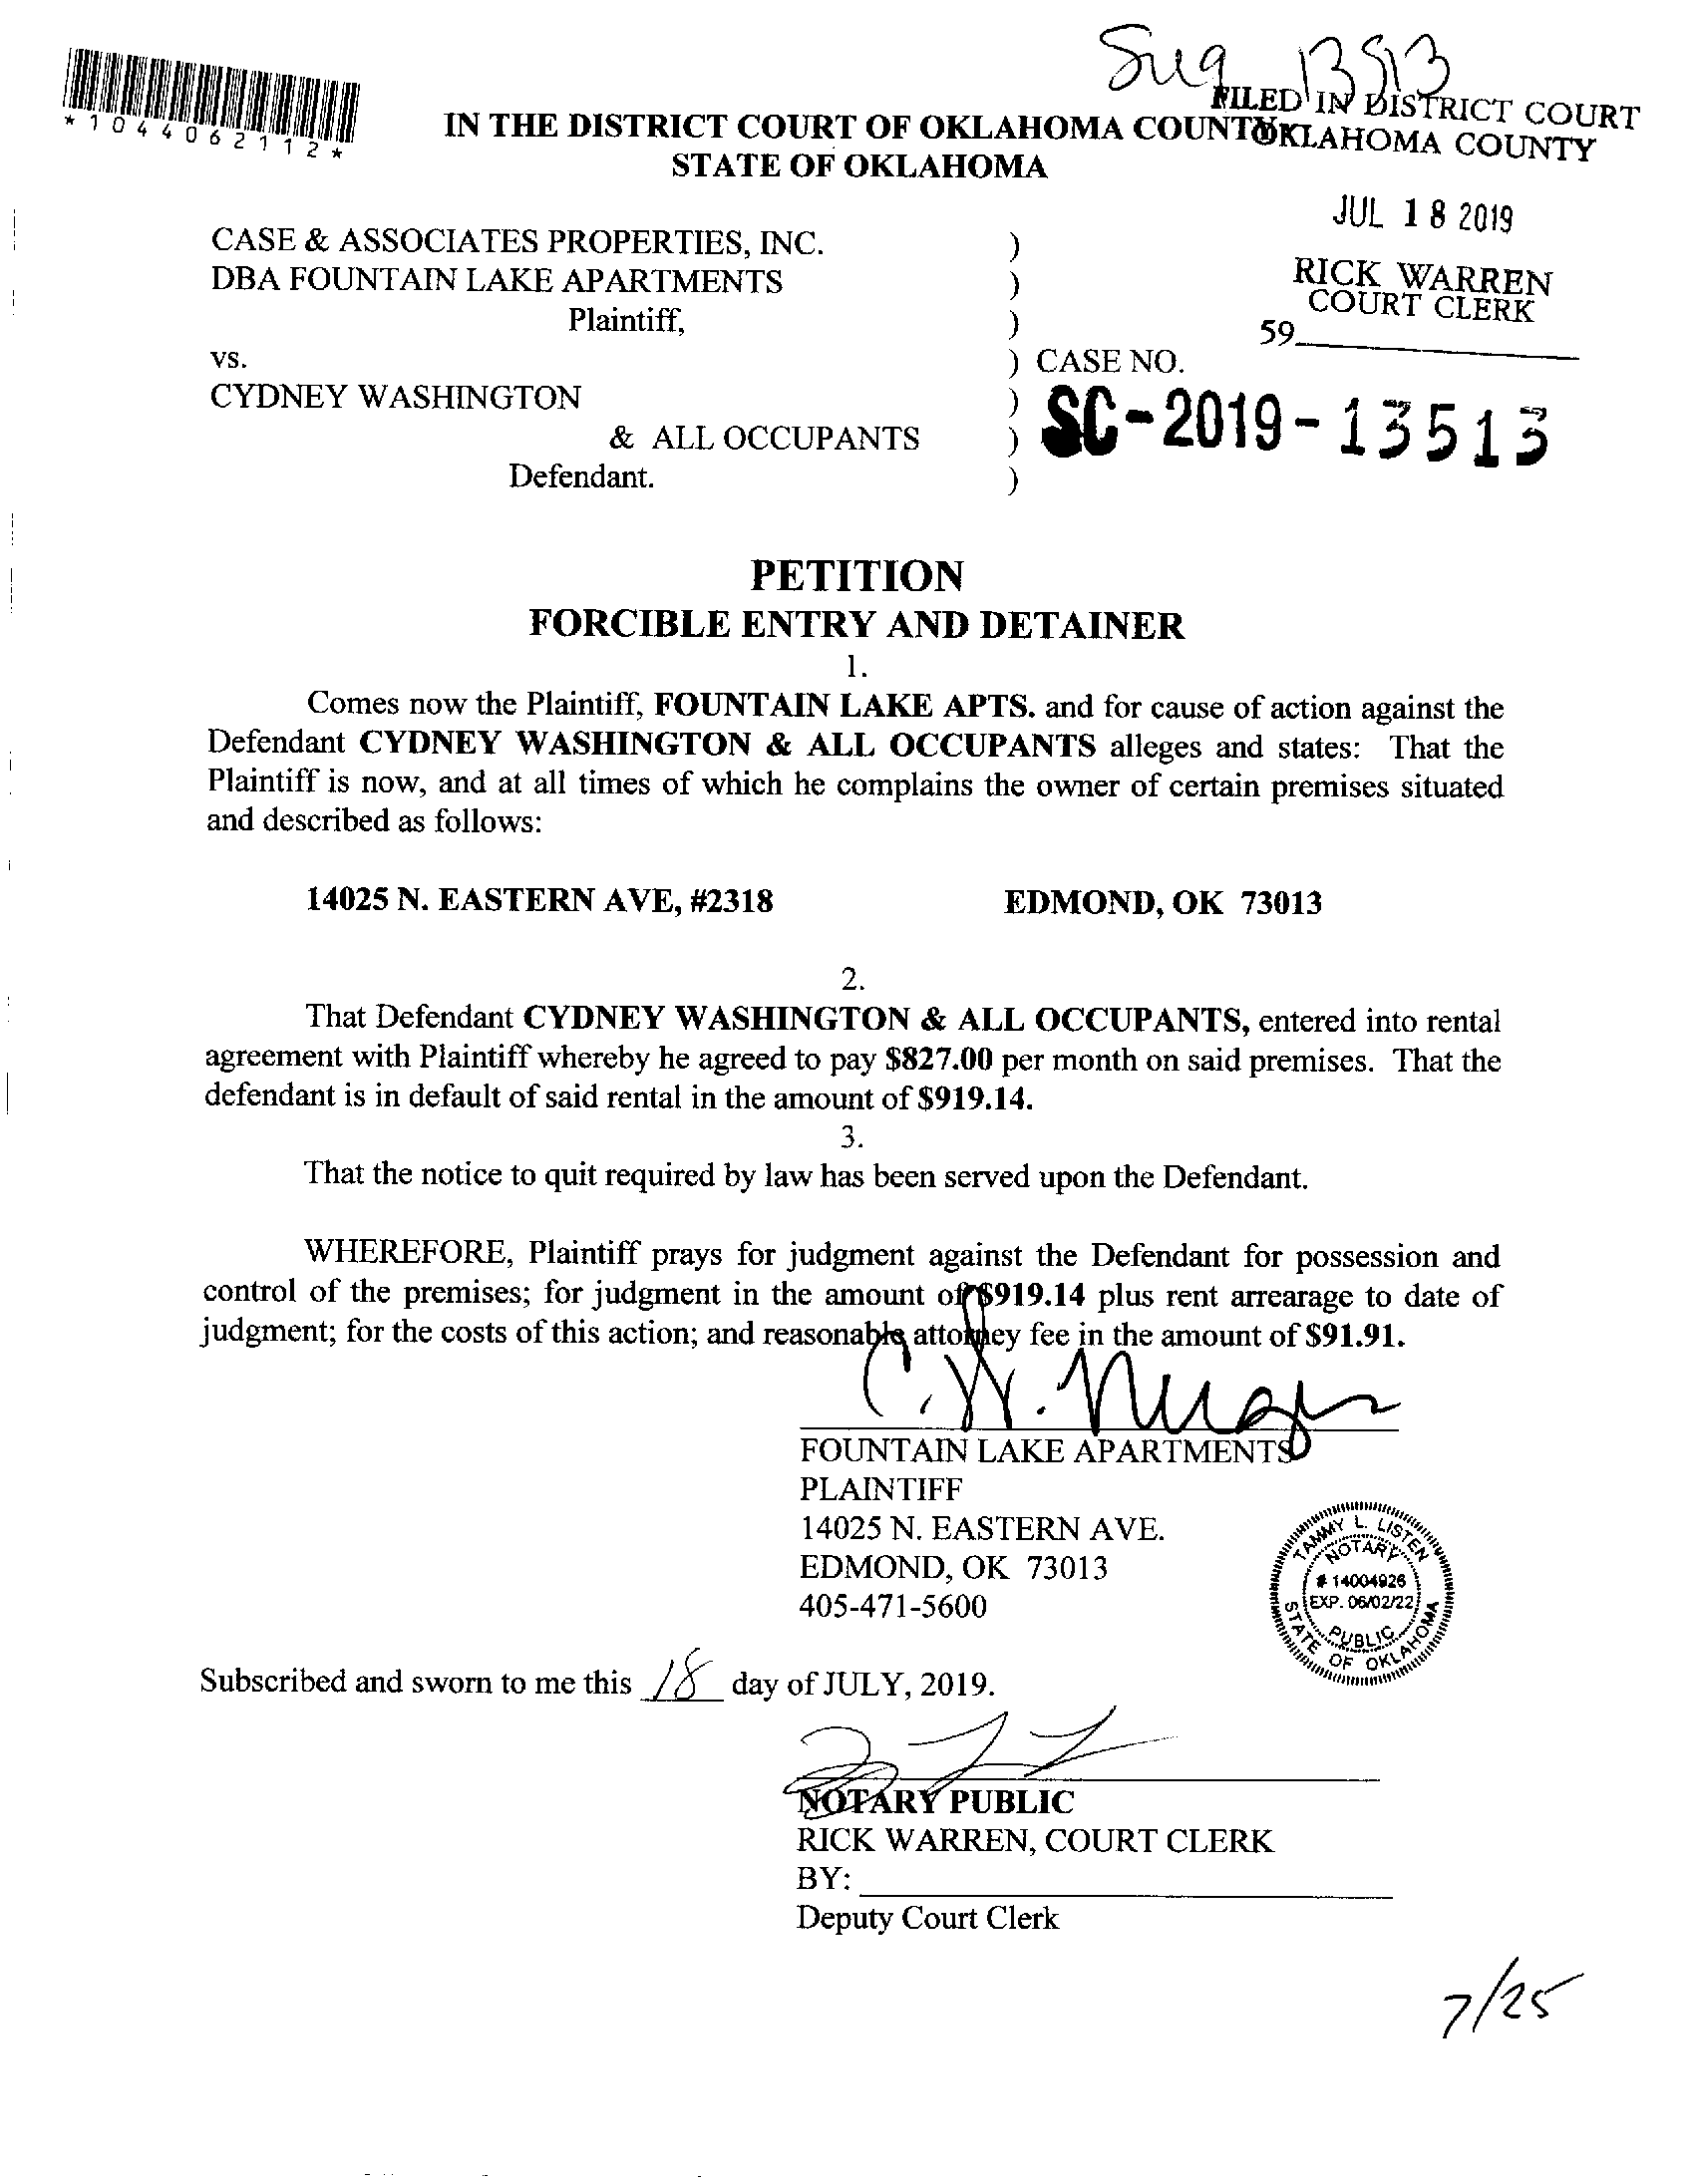 FILED IN DISTRICT COURT
OKLAHOMA COUNTY
*1044062112*
IN THE DISTRICT COURT OF OKLAHOMA COUNTY
STATE OF OKLAHOMA
JUL 18 2019
RICK WARREN
COURT CLERK
59
CASE & ASSOCIATES PROPERTIES, INC. )
DBA FOUNTAIN LAKE APARTMENTS )
Plaintiff, )
vs. ) CASE NO.
CYDNEY WASHINGTON ) SC-2019-13513
& ALL OCCUPANTS )
Defendant. )
PETITION
FORCIBLE ENTRY AND DETAINER
1.
Comes now the Plaintiff, FOUNTAIN LAKE APTS. and for cause of action against the
Defendant CYDNEY WASHINGTON & ALL OCCUPANTS alleges and states: That the
Plaintiff is now, and at all times of which he complains the owner of certain premises situated
and described as follows:
14025 N. EASTERN AVE, #2318 EDMOND, OK 73013
2.
That Defendant CYDNEY WASHINGTON & ALL OCCUPANTS, entered into rental
agreement with Plaintiff whereby he agreed to pay $827.00 per month on said premises. That the
defendant is in default of said rental in the amount of $919.14.
3.
That the notice to quit required by law has been served upon the Defendant.
WHEREFORE, Plaintiff prays for judgment against the Defendant for possession and
control of the premises; for judgment in the amount of $919.14 plus rent arrearage to date of
judgment; for the costs of this action; and reasonable attorney fee in the amount of $91.91.
FOUNTAIN LAKE APARTMENTS
PLAINTIFF
14025 N. EASTERN AVE.
EDMOND, OK 73013
405-471-5600
TAMMY L. LISTEN
NOTARY
# 14004926
EXP. 06/02/22
PUBLIC
STATE OF OKLAHOMA
Subscribed and sworn to me this 18 day of JULY, 2019.
NOTARY PUBLIC
RICK WARREN, COURT CLERK
BY:
Deputy Court Clerk
7/25